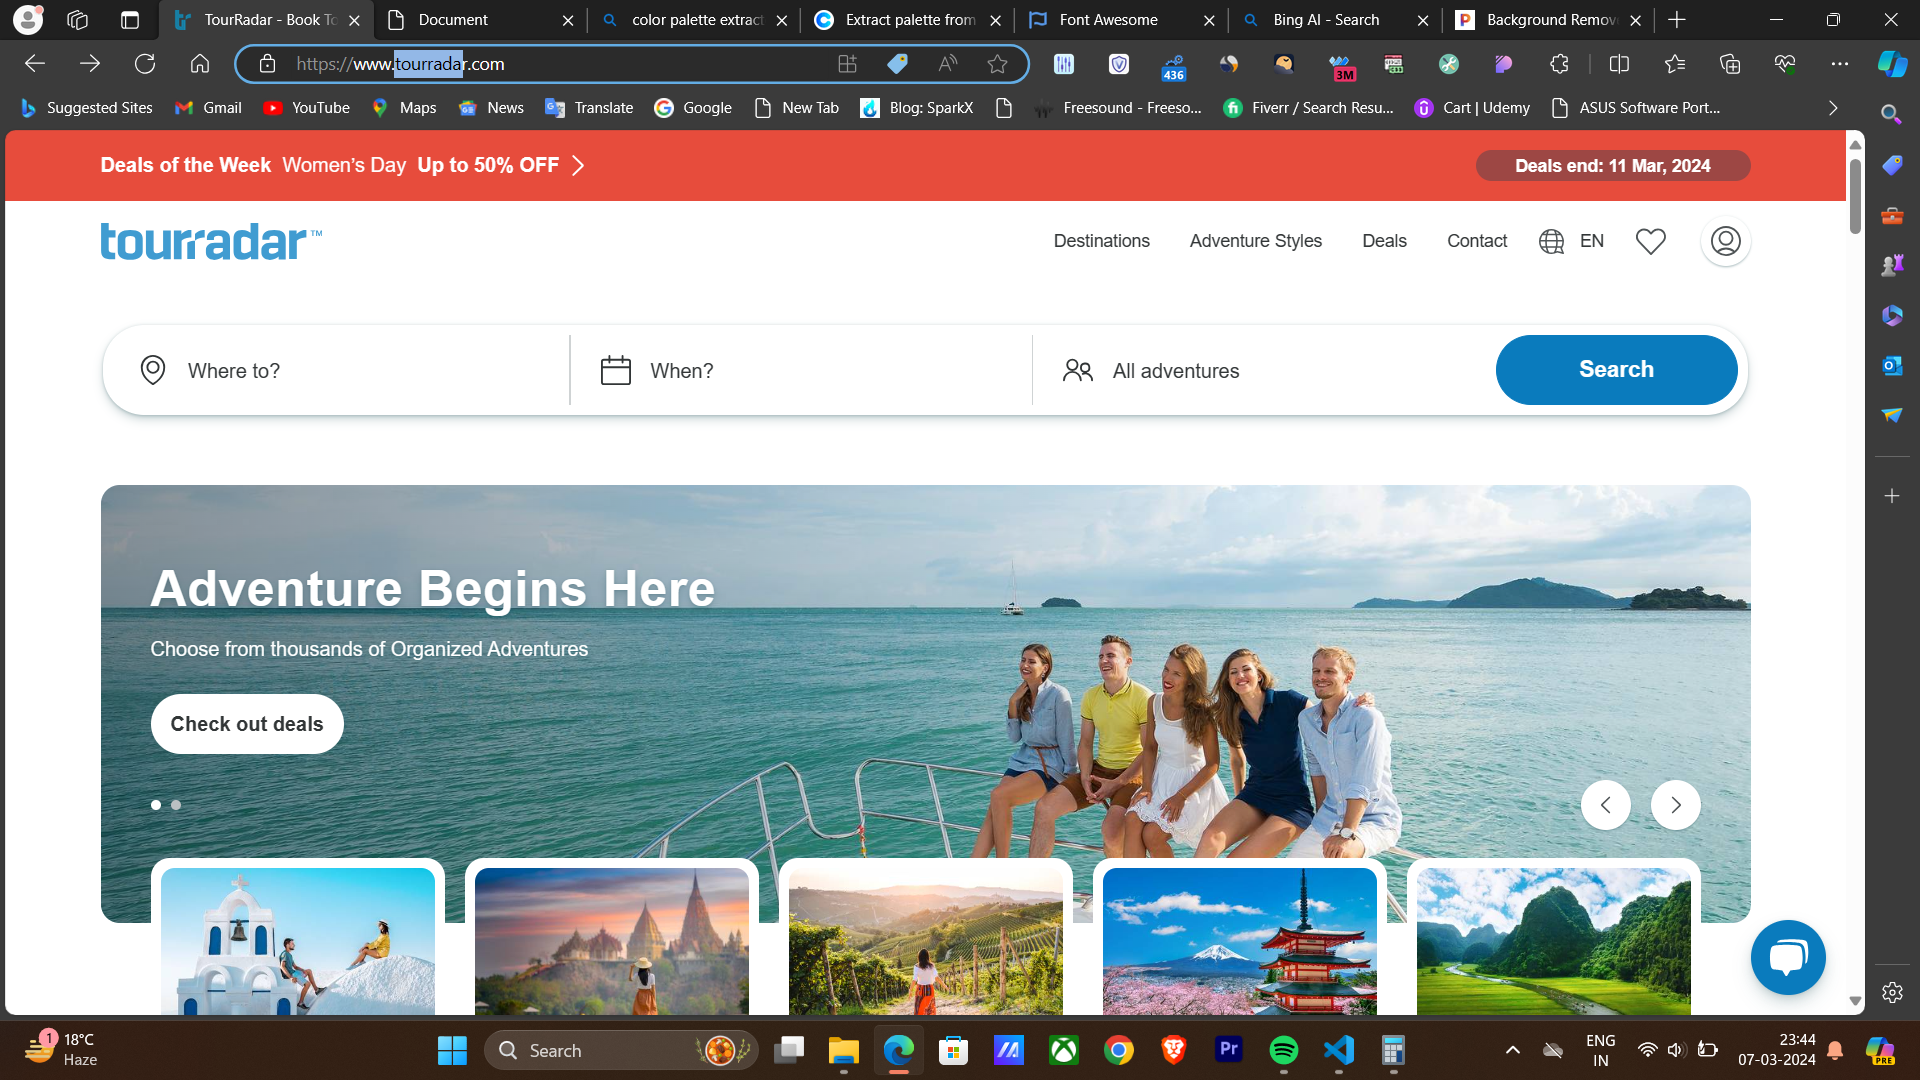 TourRadar - Book To
Document
color palette extract
Extract palette from
Font Awesome
Bing AI - Search
Background Remov
https://www.tourradar.com
436
3M
Suggested Sites
Gmail
YouTube
Maps
News
Translate
Google
New Tab
Blog: SparkX
Freesound - Freeso...
Fiverr / Search Resu...
Cart | Udemy
ASUS Software Port...
Deals of the Week Women's Day Up to 50% OFF
Deals end: 11 Mar, 2024
tourradar™
Destinations
Adventure Styles
Deals
Contact
EN
Where to?
When?
All adventures
Search
Adventure Begins Here
Choose from thousands of Organized Adventures
Check out deals
1
18°C
Haze
Search
Pr
ENG
IN
23:44
07-03-2024
PRE